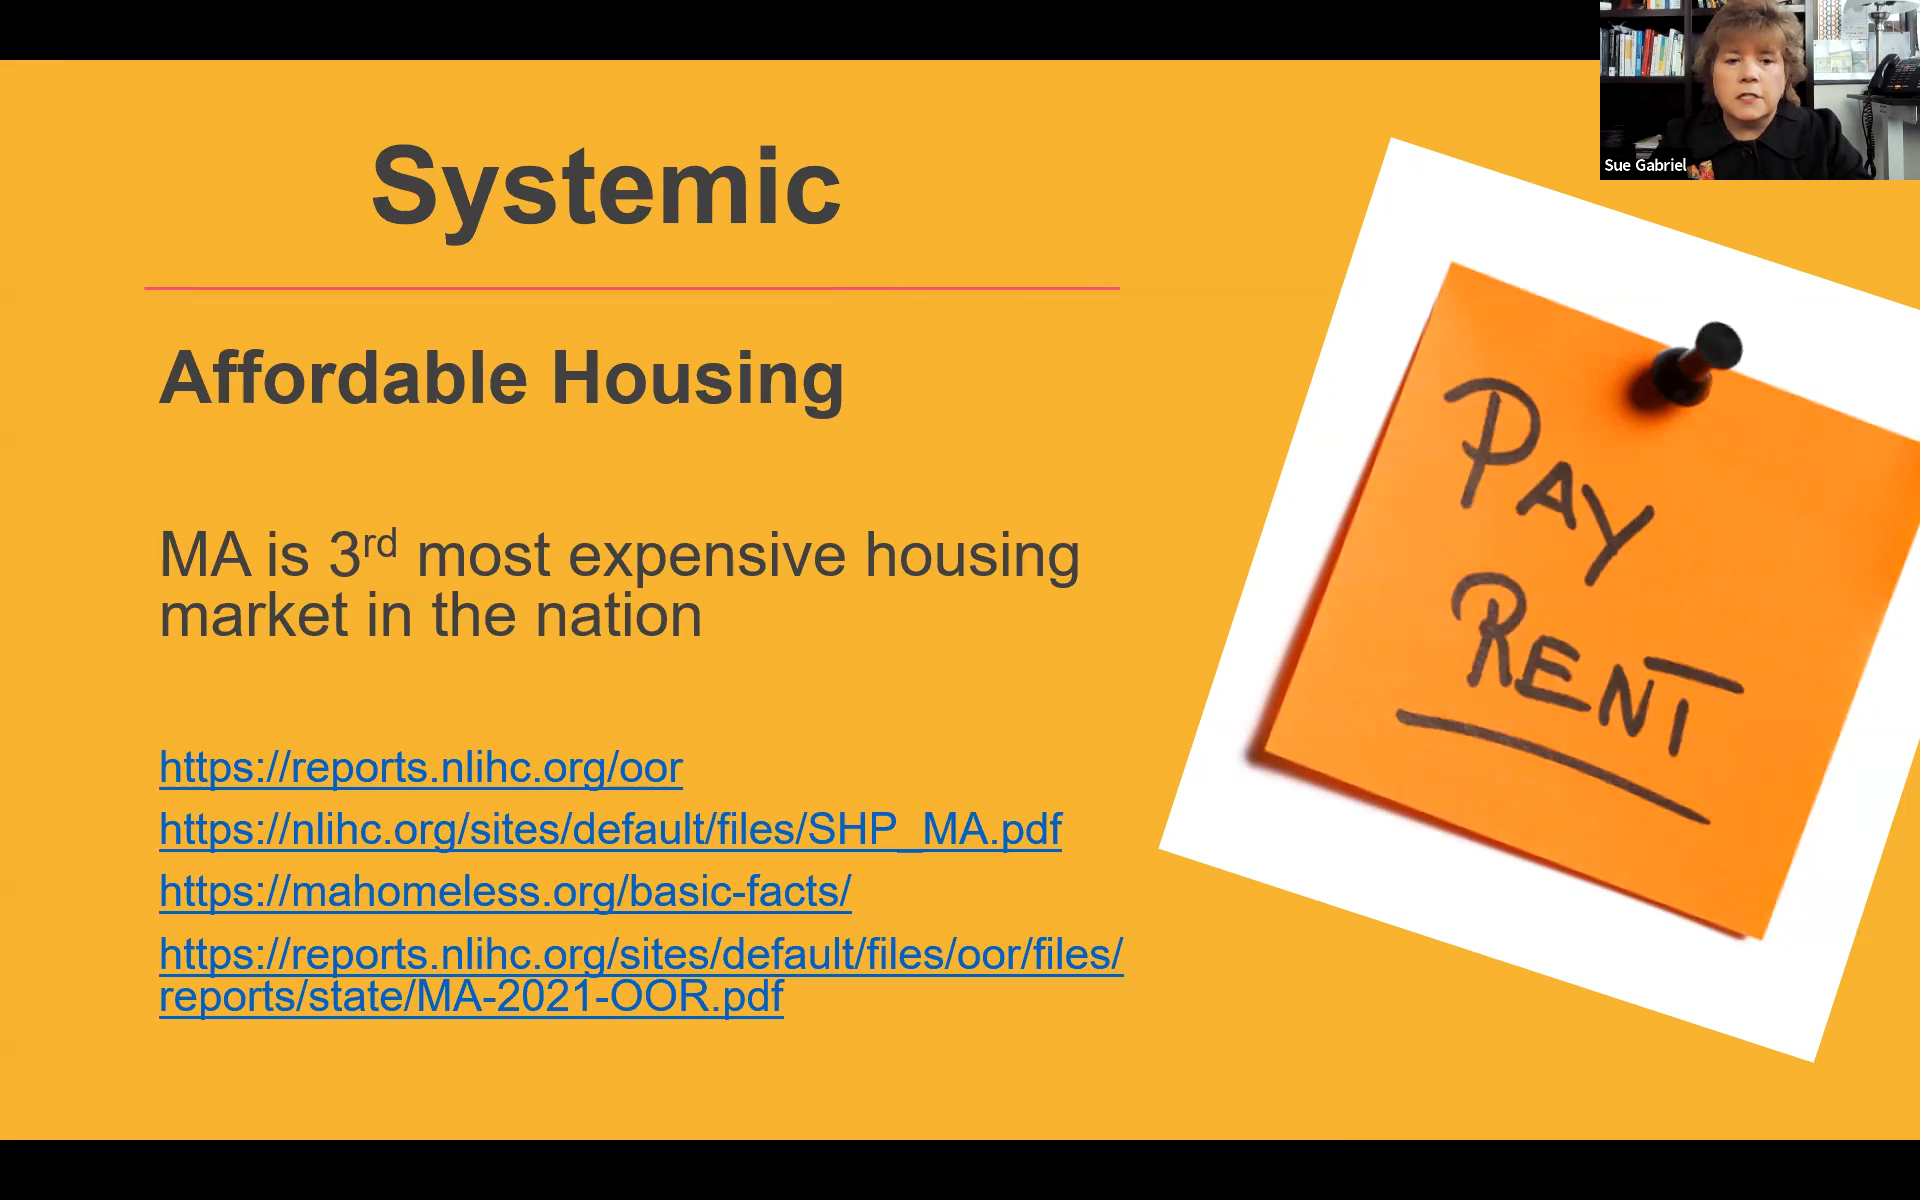 Sue Gabriel
Systemic
Affordable Housing
MA is 3rd most expensive housing
market in the nation
https://reports.nlihc.org/oor
https://nlihc.org/sites/default/files/SHP_MA.pdf
https://mahomeless.org/basic-facts/
https://reports.nlihc.org/sites/default/files/oor/files/
reports/state/MA-2021-OOR.pdf
PAY
RENT